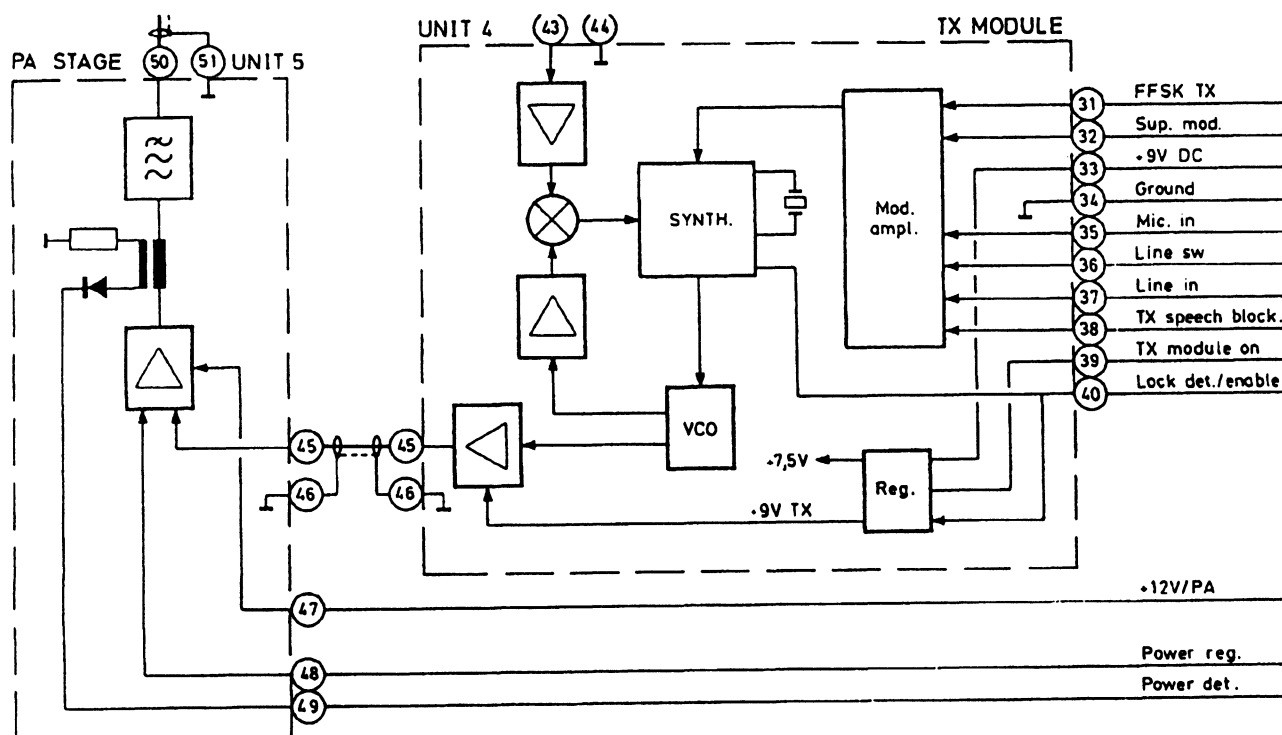 UNIT 4
43
44
TX MODULE
PA STAGE
50
51
UNIT 5
31
FFSK TX
32
Sup. mod.
33
+9V DC
34
Ground
35
Mic. in
36
Line sw
37
Line in
38
TX speech block.
39
TX module on
40
Lock det./enable
SYNTH.
Mod.
ampl.
VCO
45
45
46
46
+7,5V
Reg.
+9V TX
47
+12V/PA
48
Power reg.
49
Power det.